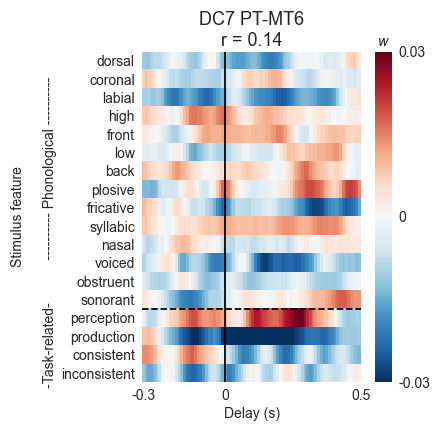 DC7 PT-MT6
r = 0.14
w
dorsal
coronal
labial
high
front
low
back
plosive
fricative
syllabic
nasal
voiced
obstruent
sonorant
perception
production
consistent
inconsistent
Stimulus feature
---------- Phonological ----------
-Task-related-
0.03
0
-0.03
-0.3
0
0.5
Delay (s)